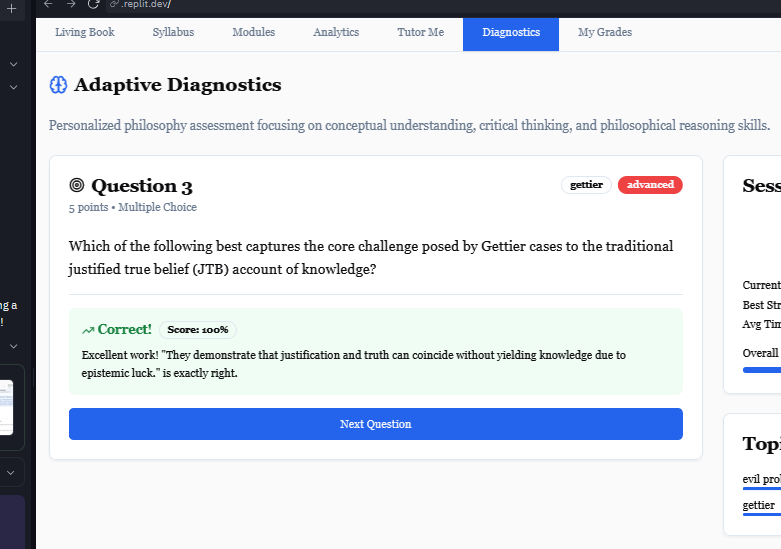 .replit.dev/
Living Book Syllabus Modules Analytics Tutor Me Diagnostics My Grades
Adaptive Diagnostics
Personalized philosophy assessment focusing on conceptual understanding, critical thinking, and philosophical reasoning skills.
Question 3 gettier advanced
5 points • Multiple Choice
Which of the following best captures the core challenge posed by Gettier cases to the traditional
justified true belief (JTB) account of knowledge?
Correct! Score: 100%
Excellent work! "They demonstrate that justification and truth can coincide without yielding knowledge due to
epistemic luck." is exactly right.
Next Question
Sess
Current
Best Str
Avg Tim
Overall
Topi
evil pro
gettier
ng a
!